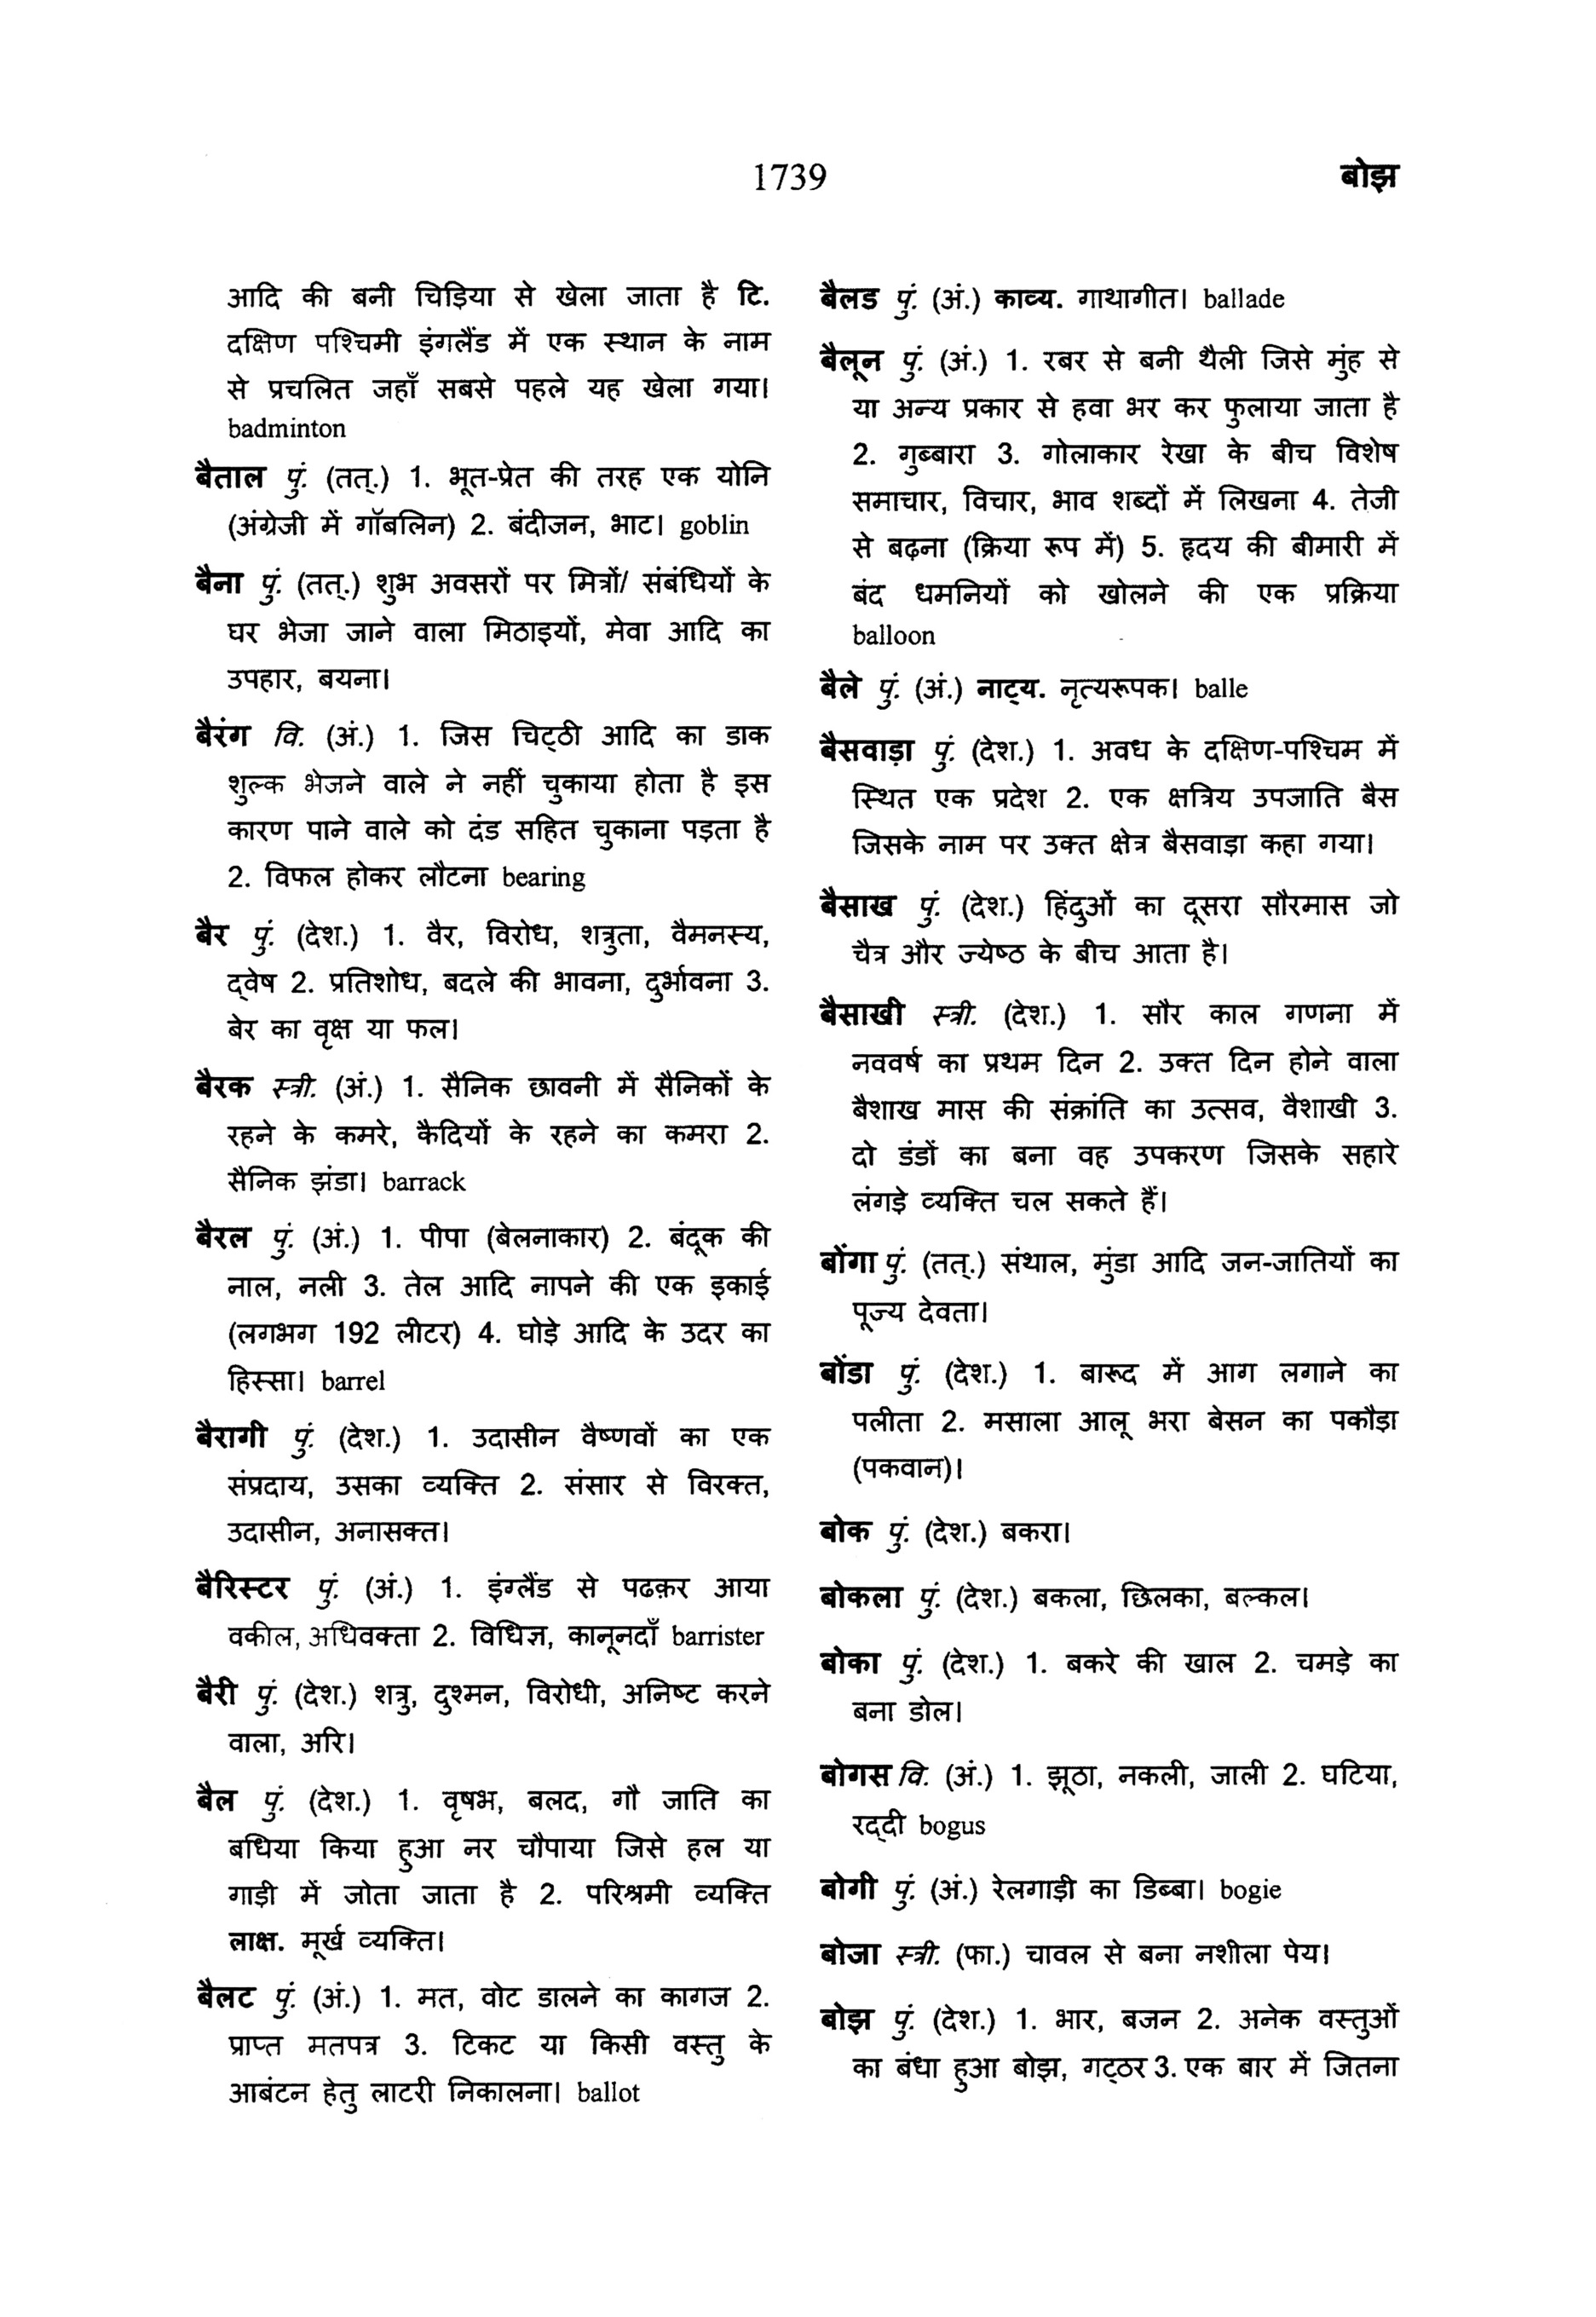 1739
बोझ
आदि की बनी चिड़िया से खेला जाता है टि.
दक्षिण पश्चिमी इंगलैंड में एक स्थान के नाम
से प्रचलित जहाँ सबसे पहले यह खेला गया।
badminton
बैताल पुं. (तत्.) 1. भूत-प्रेत की तरह एक योनि
(अंग्रेजी में गॉबलिन) 2. बंदीजन, भाट। goblin
बैना पुं. (तत्.) शुभ अवसरों पर मित्रों/ संबंधियों के
घर भेजा जाने वाला मिठाइयों, मेवा आदि का
उपहार, बयना।
बैरंग वि. (अं.) 1. जिस चिट्ठी आदि का डाक
शुल्क भेजने वाले ने नहीं चुकाया होता है इस
कारण पाने वाले को दंड सहित चुकाना पड़ता है
2. विफल होकर लौटना bearing
बैर पुं. (देश.) 1. वैर, विरोध, शत्रुता, वैमनस्य,
द्वेष 2. प्रतिशोध, बदले की भावना, दुर्भावना 3.
बेर का वृक्ष या फल।
बैरक स्त्री. (अं.) 1. सैनिक छावनी में सैनिकों के
रहने के कमरे, कैदियों के रहने का कमरा 2.
सैनिक झंडा। barrack
बैरल पुं. (अं.) 1. पीपा (बेलनाकार) 2. बंदूक की
नाल, नली 3. तेल आदि नापने की एक इकाई
(लगभग 192 लीटर) 4. घोड़े आदि के उदर का
हिस्सा। barrel
बैरागी पुं. (देश.) 1. उदासीन वैष्णवों का एक
संप्रदाय, उसका व्यक्ति 2. संसार से विरक्त,
उदासीन, अनासक्त।
बैरिस्टर पुं. (अं.) 1. इंग्लैंड से पढक़र आया
वकील, अधिवक्ता 2. विधिज्ञ, कानूनदाँ barrister
बैरी पुं. (देश.) शत्रु, दुश्मन, विरोधी, अनिष्ट करने
वाला, अरि।
बैल पुं. (देश.) 1. वृषभ, बलद, गौ जाति का
बधिया किया हुआ नर चौपाया जिसे हल या
गाड़ी में जोता जाता है 2. परिश्रमी व्यक्ति
लाक्ष. मूर्ख व्यक्ति।
बैलट पुं. (अं.) 1. मत, वोट डालने का कागज 2.
प्राप्त मतपत्र 3. टिकट या किसी वस्तु के
आबंटन हेतु लाटरी निकालना। ballot
बैलड पुं. (अं.) काव्य. गाथागीत। ballade
बैलून पुं. (अं.) 1. रबर से बनी थैली जिसे मुंह से
या अन्य प्रकार से हवा भर कर फुलाया जाता है
2. गुब्बारा 3. गोलाकार रेखा के बीच विशेष
समाचार, विचार, भाव शब्दों में लिखना 4. तेजी
से बढ़ना (क्रिया रूप में) 5. हृदय की बीमारी में
बंद धमनियों को खोलने की एक प्रक्रिया
balloon
बैले पुं. (अं.) नाट्य. नृत्यरूपक। balle
बैसवाड़ा पुं. (देश.) 1. अवध के दक्षिण-पश्चिम में
स्थित एक प्रदेश 2. एक क्षत्रिय उपजाति बैस
जिसके नाम पर उक्त क्षेत्र बैसवाड़ा कहा गया।
बैसाख पुं. (देश.) हिंदुओं का दूसरा सौरमास जो
चैत्र और ज्येष्ठ के बीच आता है।
बैसाखी स्त्री. (देश.) 1. सौर काल गणना में
नववर्ष का प्रथम दिन 2. उक्त दिन होने वाला
बैशाख मास की संक्रांति का उत्सव, वैशाखी 3.
दो डंडों का बना वह उपकरण जिसके सहारे
लंगड़े व्यक्ति चल सकते हैं।
बोंगा पुं. (तत्.) संथाल, मुंडा आदि जन-जातियों का
पूज्य देवता।
बोंडा पुं. (देश.) 1. बारूद में आग लगाने का
पलीता 2. मसाला आलू भरा बेसन का पकौड़ा
(पकवान)।
बोक पुं. (देश.) बकरा।
बोकला पुं. (देश.) बकला, छिलका, बल्कल।
बोका पुं. (देश.) 1. बकरे की खाल 2. चमड़े का
बना डोल।
बोगस वि. (अं.) 1. झूठा, नकली, जाली 2. घटिया,
रद्दी bogus
बोगी पुं. (अं.) रेलगाड़ी का डिब्बा। bogie
बोजा स्त्री. (फा.) चावल से बना नशीला पेय।
बोझ पुं. (देश.) 1. भार, बजन 2. अनेक वस्तुओं
का बंधा हुआ बोझ, गट्ठर 3. एक बार में जितना